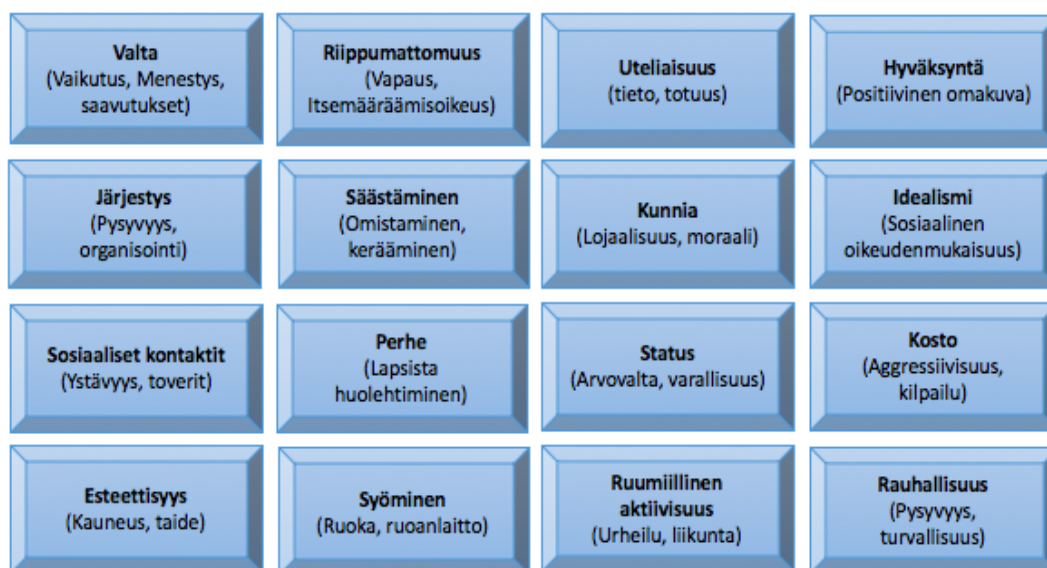 Valta
(Vaikutus, Menestys,
saavutukset)
Riippumattomuus
(Vapaus,
Itsemääräämisoikeus)
Uteliaisuus
(tieto, totuus)
Hyväksyntä
(Positiivinen omakuva)
Järjestys
(Pysyvyys,
organisointi)
Säästäminen
(Omistaminen,
kerääminen)
Kunnia
(Lojaalisuus, moraali)
Idealismi
(Sosiaalinen
oikeudenmukaisuus)
Sosiaaliset kontaktit
(Ystävyys, toverit)
Perhe
(Lapsista
huolehtiminen)
Status
(Arvovalta, varallisuus)
Kosto
(Aggressiivisuus,
kilpailu)
Esteettisyys
(Kauneus, taide)
Syöminen
(Ruoka, ruoanlaitto)
Ruumiillinen
aktiivisuus
(Urheilu, liikunta)
Rauhallisuus
(Pysyvyys,
turvallisuus)